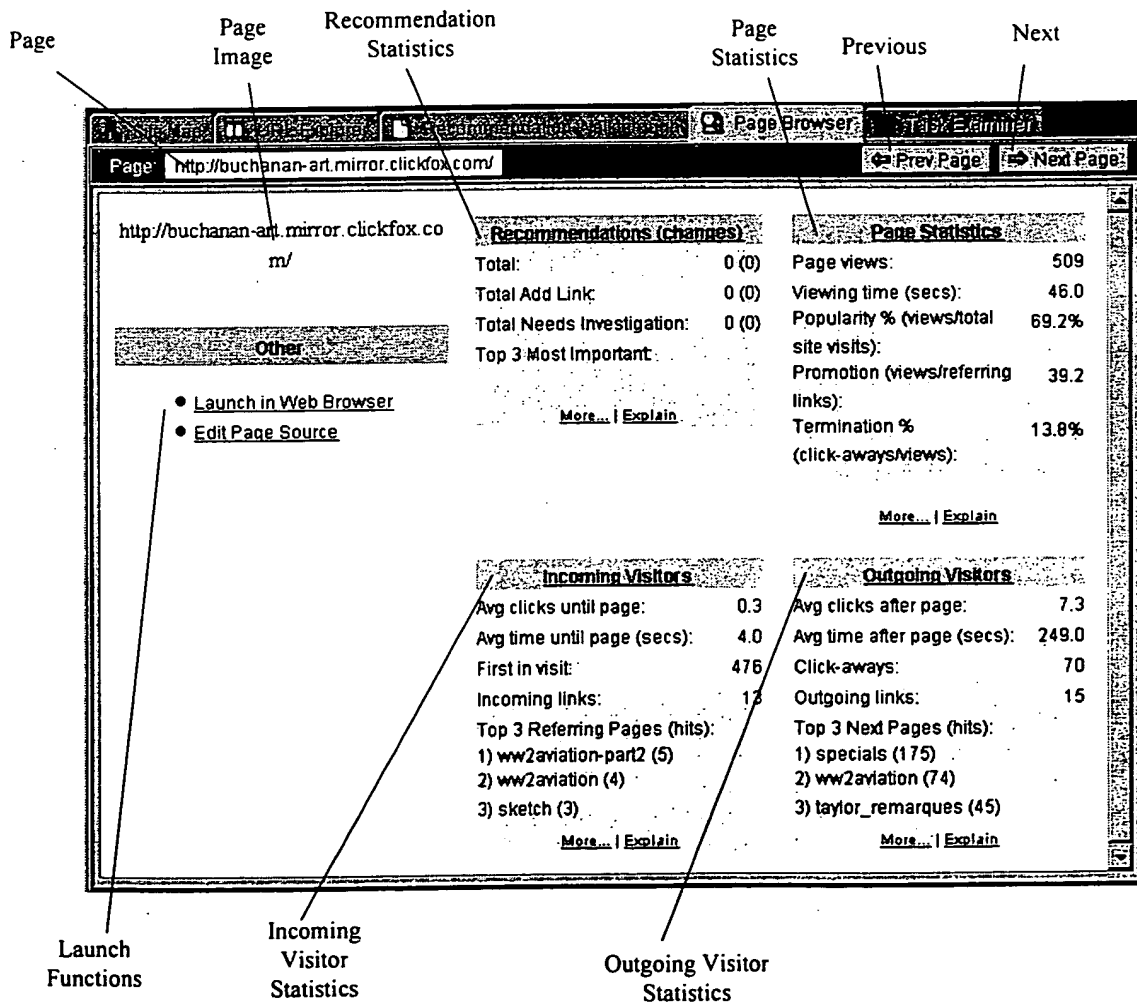 Page
Page
Image
Recommendation
Statistics
Page
Statistics
Previous
Next
Site Map
Page Browser
Task Examiner
Page http://buchanan-art.mirror.clickfox.com/
Prev Page
Next Page
http://buchanan-art.mirror.clickfox.co
m/
Other
Launch in Web Browser
Edit Page Source
Recommendations (changes)
Total: 0 (0)
Total Add Link: 0 (0)
Total Needs Investigation: 0 (0)
Top 3 Most Important:
More... | Explain
Page Statistics
Page views: 509
Viewing time (secs): 46.0
Popularity % (views/total 69.2%
site visits):
Promotion (views/referring 39.2
links):
Termination % 13.8%
(click-aways/views):
More... | Explain
Incoming Visitors
Avg clicks until page: 0.3
Avg time until page (secs): 4.0
First in visit: 476
Incoming links: 13
Top 3 Referring Pages (hits):
1) ww2aviation-part2 (5)
2) ww2aviation (4)
3) sketch (3)
More... | Explain
Outgoing Visitors
Avg clicks after page: 7.3
Avg time after page (secs): 249.0
Click-aways: 70
Outgoing links: 15
Top 3 Next Pages (hits):
1) specials (175)
2) ww2aviation (74)
3) taylor_remarques (45)
More... | Explain
Launch
Functions
Incoming
Visitor
Statistics
Outgoing Visitor
Statistics